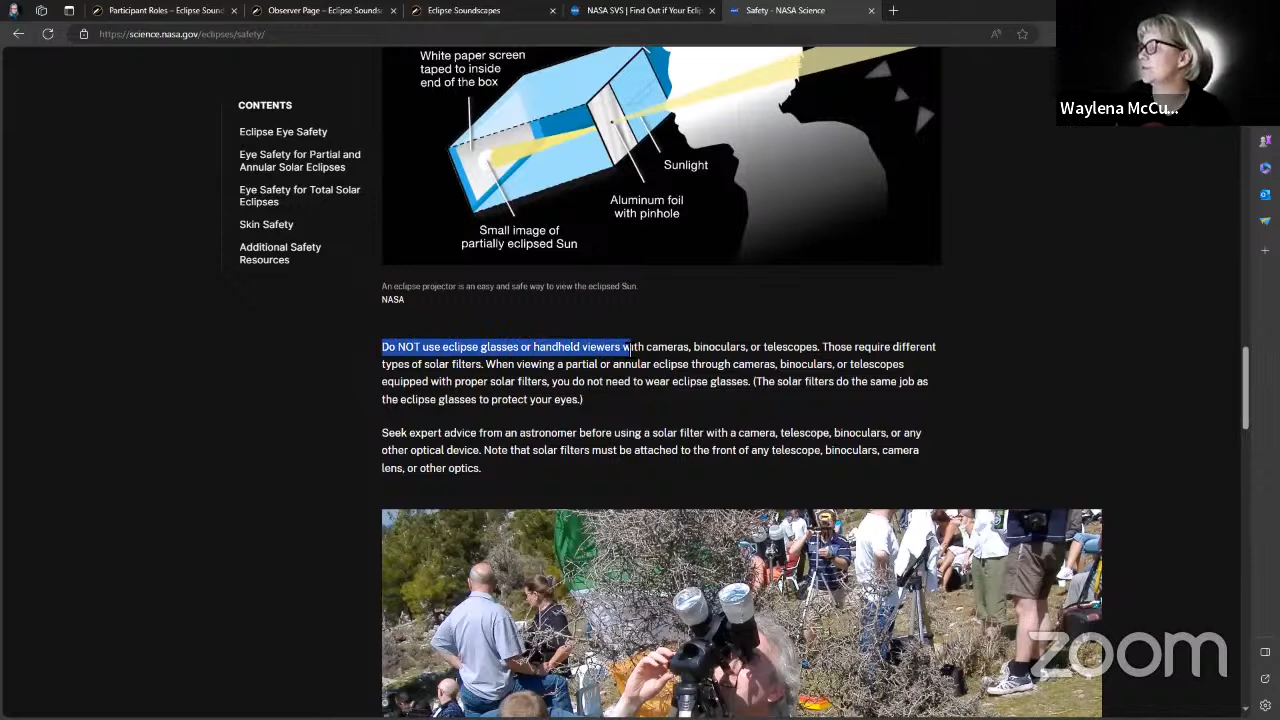 Participant Roles – Eclipse Sound
Observer Page – Eclipse Sounds
Eclipse Soundscapes
NASA SVS | Find Out if Your Eclip
Safety - NASA Science
https://science.nasa.gov/eclipses/safety/
Waylena McCu...
CONTENTS
Eclipse Eye Safety
Eye Safety for Partial and
Annular Solar Eclipses
Eye Safety for Total Solar
Eclipses
Skin Safety
Additional Safety
Resources
White paper screen
taped to inside
end of the box
Sunlight
Aluminum foil
with pinhole
Small image of
partially eclipsed Sun
An eclipse projector is an easy and safe way to view the eclipsed Sun.
NASA
Do NOT use eclipse glasses or handheld viewers with cameras, binoculars, or telescopes. Those require different
types of solar filters. When viewing a partial or annular eclipse through cameras, binoculars, or telescopes
equipped with proper solar filters, you do not need to wear eclipse glasses. (The solar filters do the same job as
the eclipse glasses to protect your eyes.)
Seek expert advice from an astronomer before using a solar filter with a camera, telescope, binoculars, or any
other optical device. Note that solar filters must be attached to the front of any telescope, binoculars, camera
lens, or other optics.
zoom